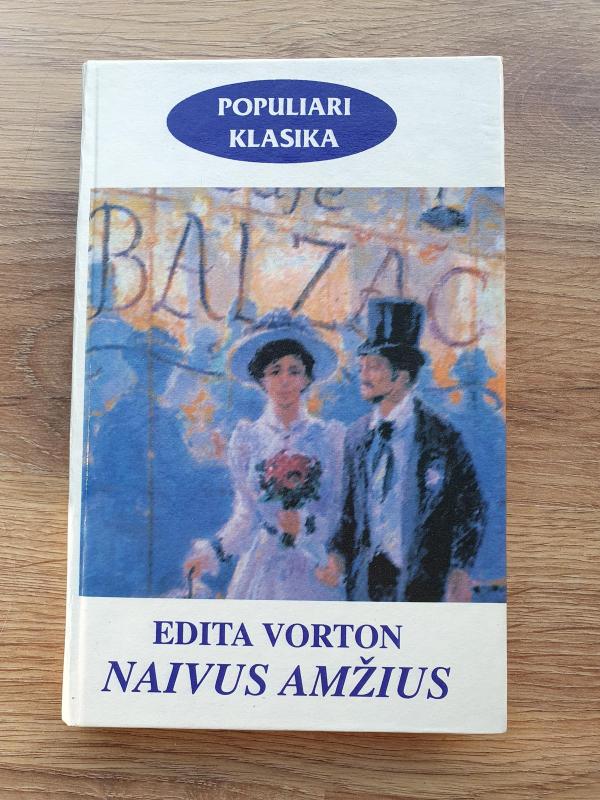 POPULIARI
KLASIKA
BALZAC
EDITA VORTON
NAIVUS AMŽIUS